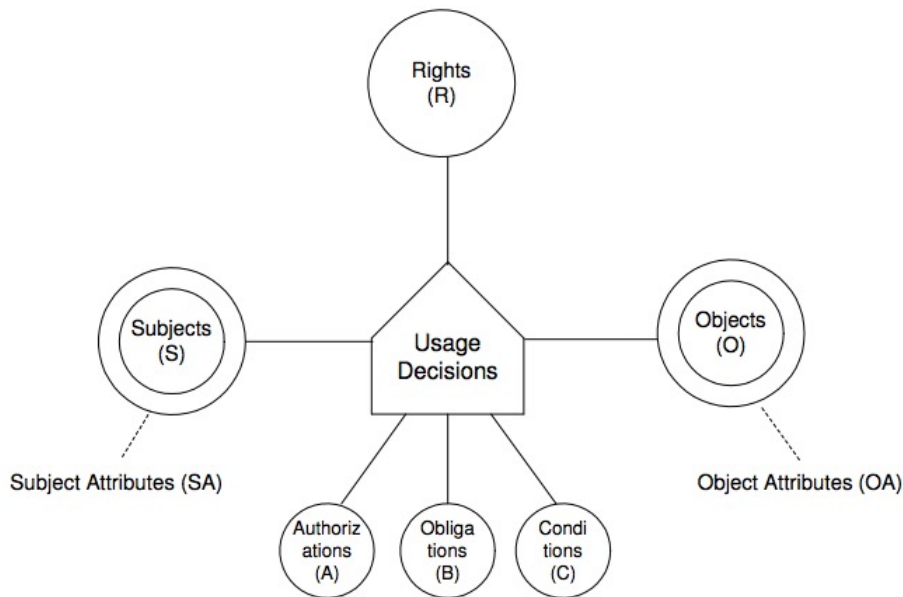 Rights
(R)
Subjects
(S)
Usage
Decisions
Objects
(O)
Subject Attributes (SA)
Object Attributes (OA)
Authoriz
ations
(A)
Obliga
tions
(B)
Condi
tions
(C)